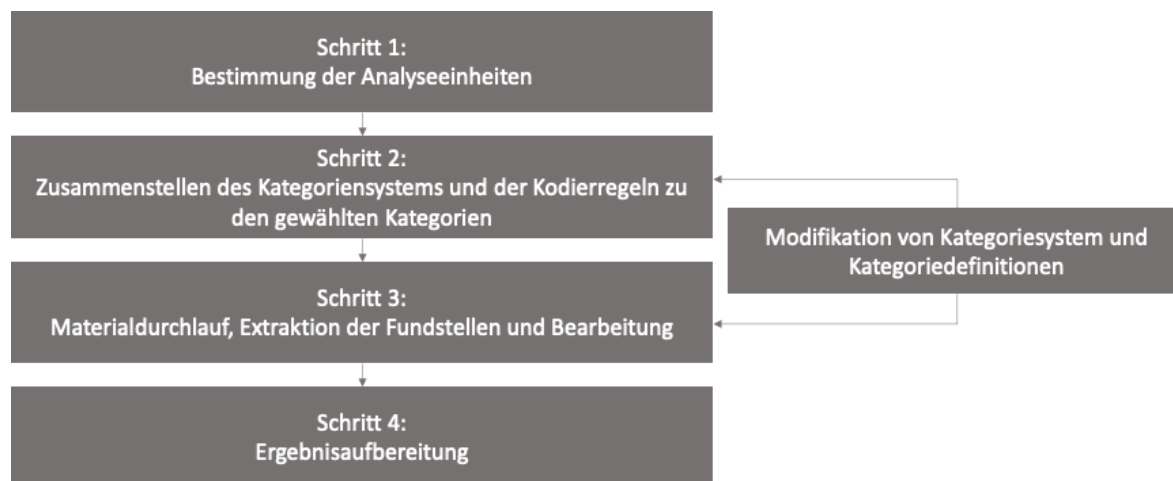 Schritt 1:
Bestimmung der Analyseeinheiten
Schritt 2:
Zusammenstellen des Kategoriensystems und der Kodierregeln zu
den gewählten Kategorien
Modifikation von Kategoriesystem und
Kategoriedefinitionen
Schritt 3:
Materialdurchlauf, Extraktion der Fundstellen und Bearbeitung
Schritt 4:
Ergebnisaufbereitung